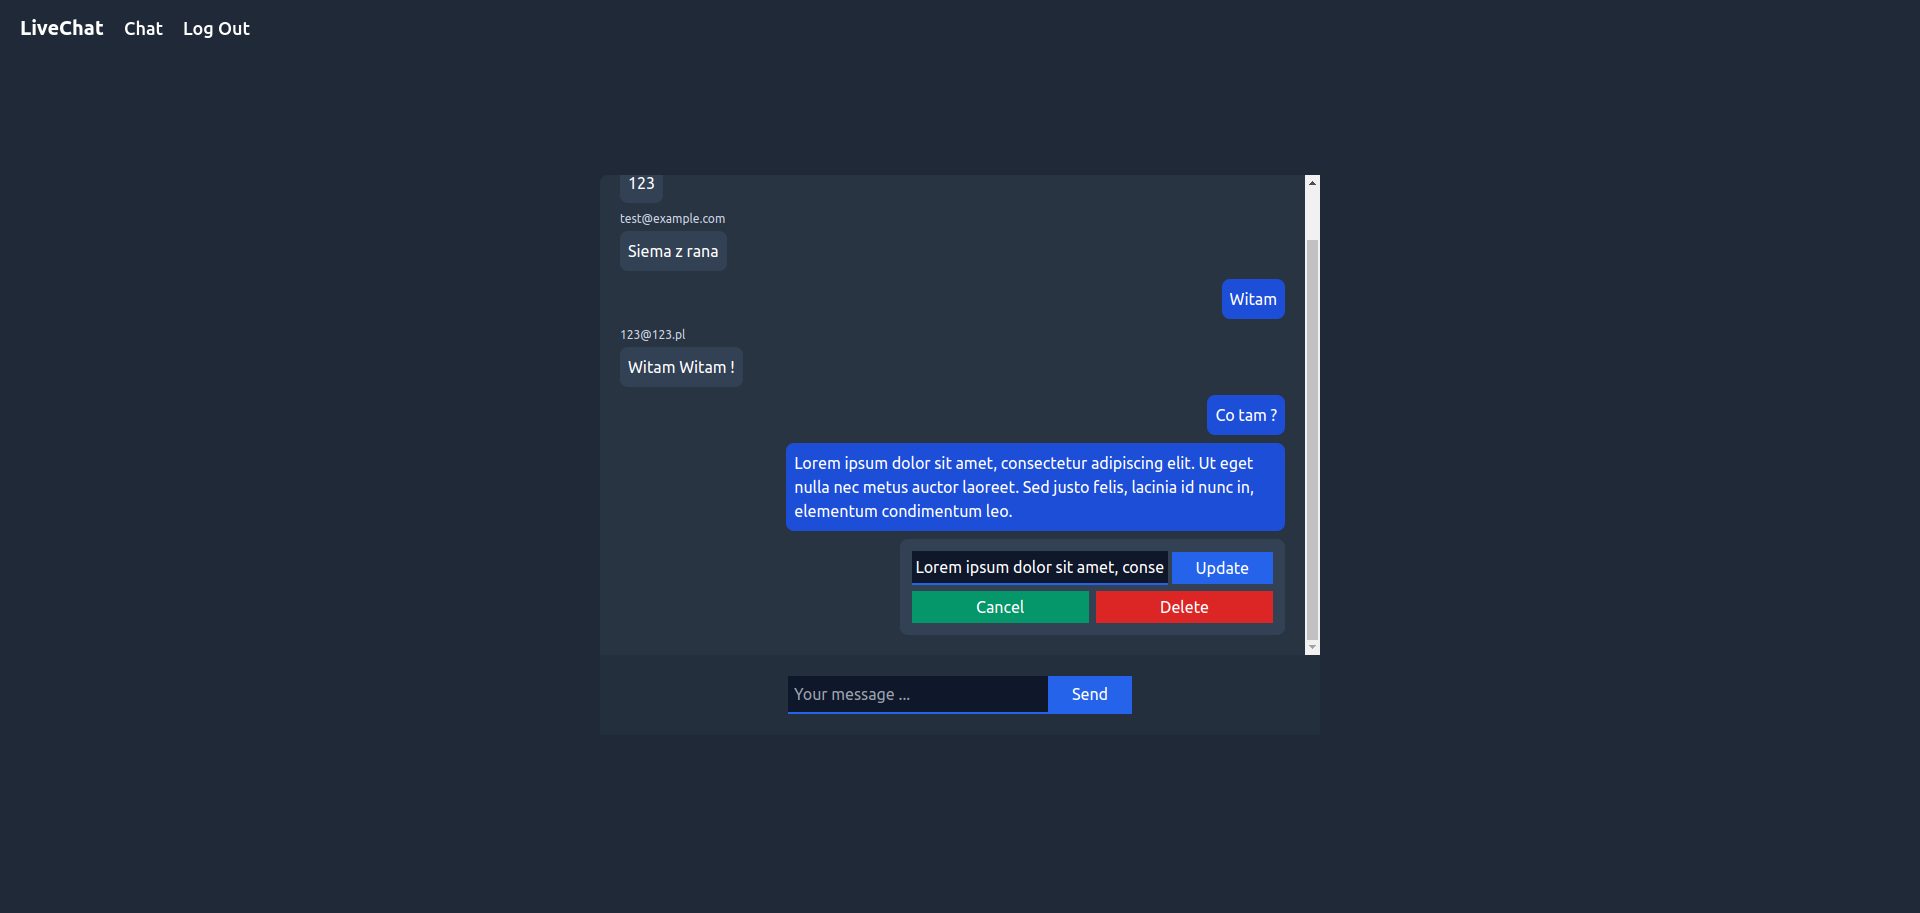 LiveChat Chat Log Out
123
test@example.com
Siema z rana
Witam
123@123.pl
Witam Witam !
Co tam ?
Lorem ipsum dolor sit amet, consectetur adipiscing elit. Ut eget
nulla nec metus auctor laoreet. Sed justo felis, lacinia id nunc in,
elementum condimentum leo.
Lorem ipsum dolor sit amet, conse Update
Cancel Delete
Your message ... Send